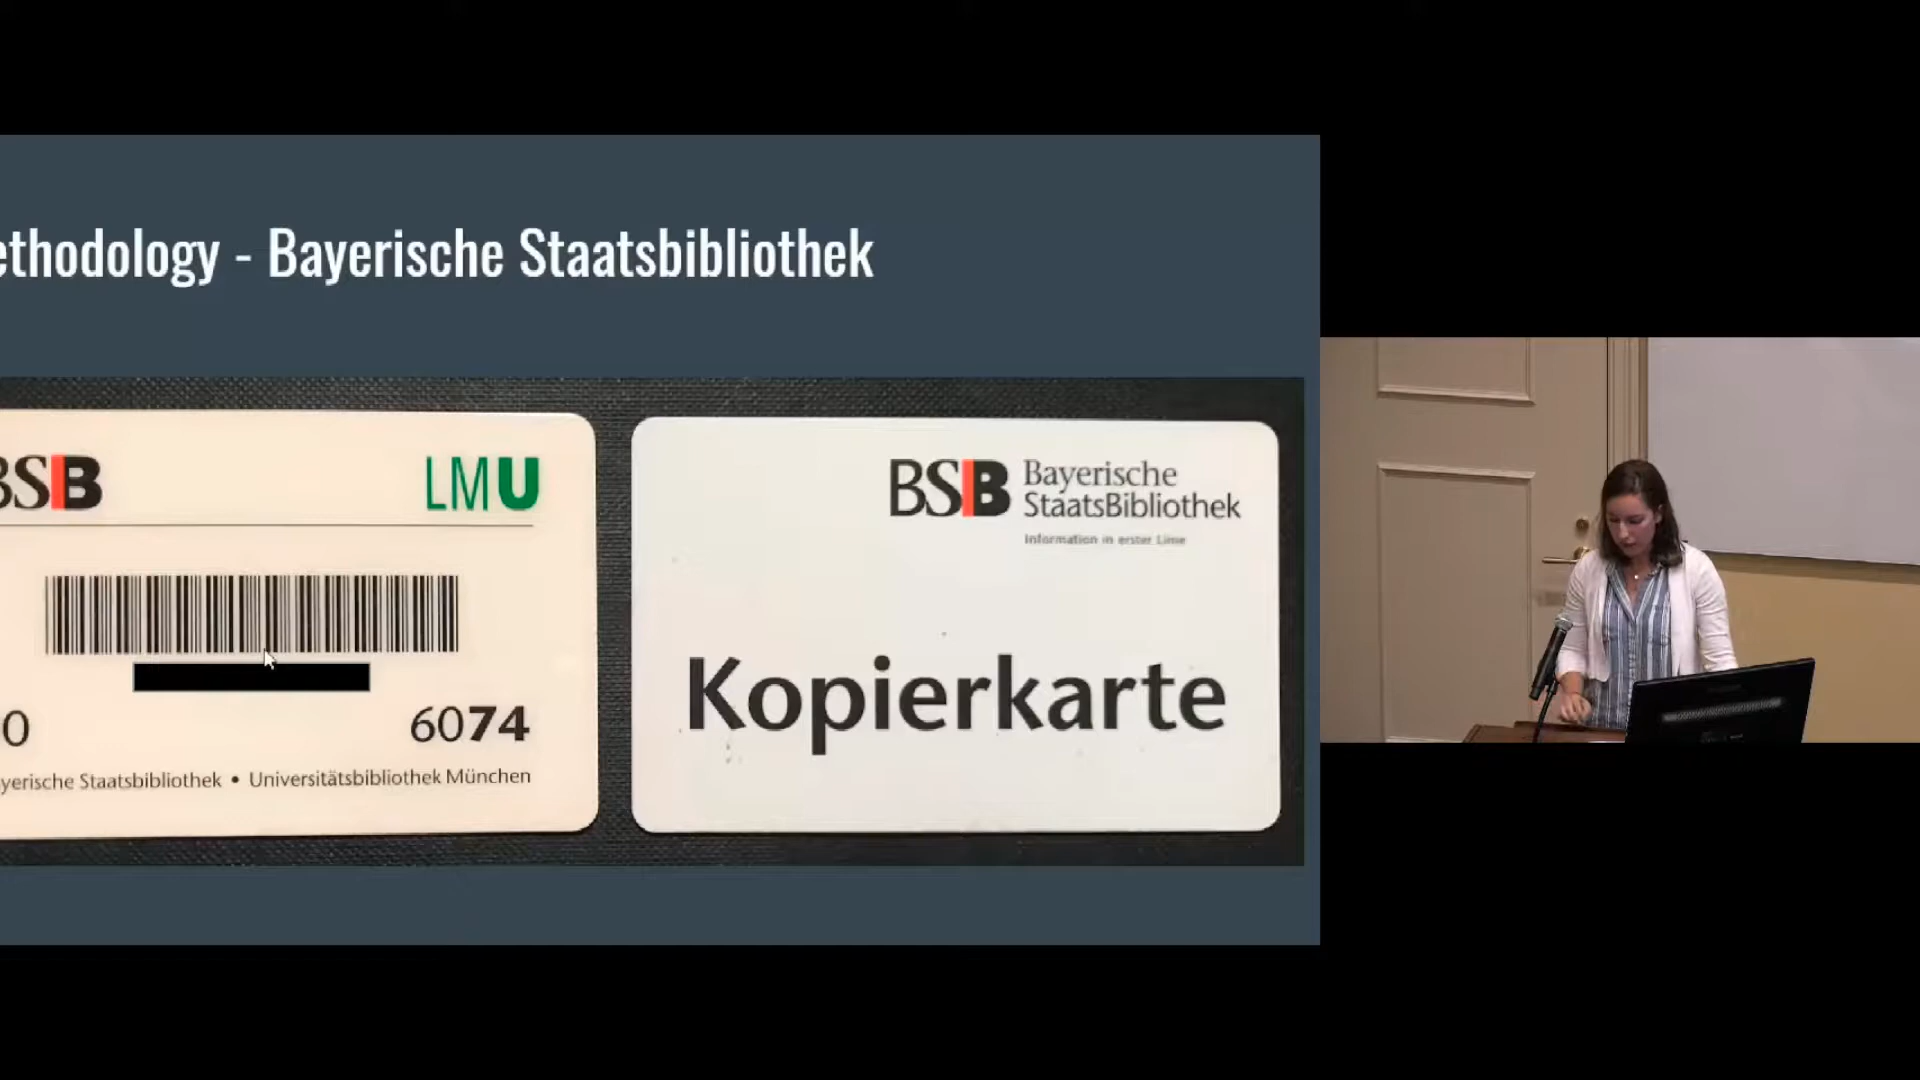 ethodology - Bayerische Staatsbibliothek
BSB
LMU
0
6074
yerische Staatsbibliothek • Universitätsbibliothek München
BSB Bayerische
StaatsBibliothek
Information in erster Linie
Kopierkarte